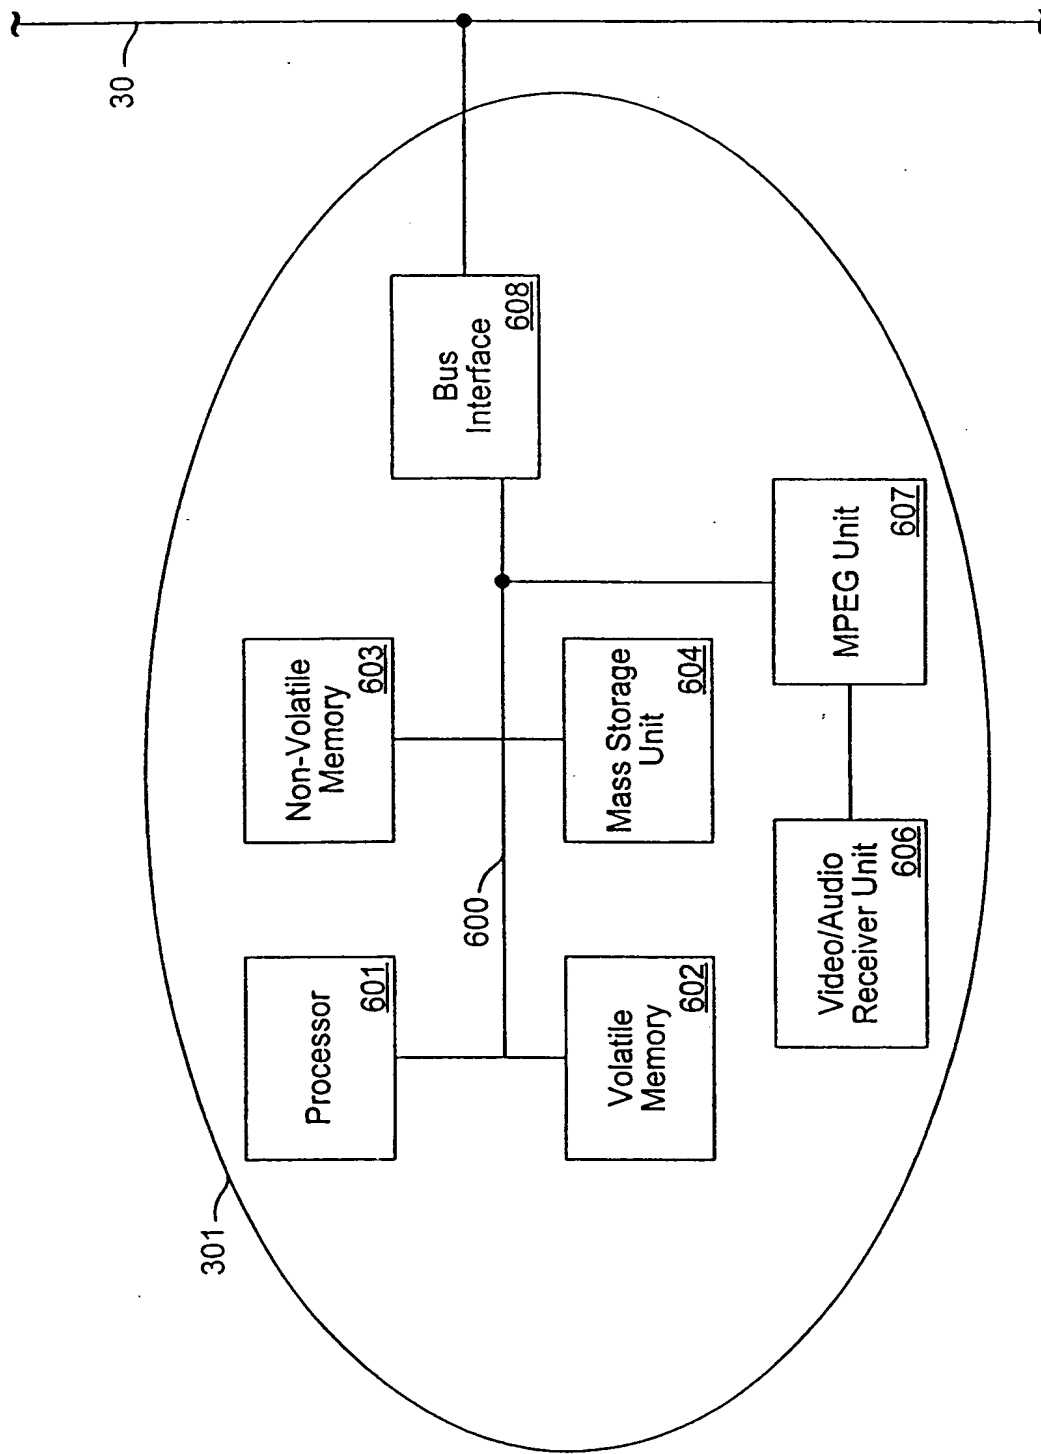 30
301
Processor
601
Non-Volatile
Memory
603
Bus
Interface
608
600
Volatile
Memory
602
Mass Storage
Unit
604
Video/Audio
Receiver Unit
606
MPEG Unit
607